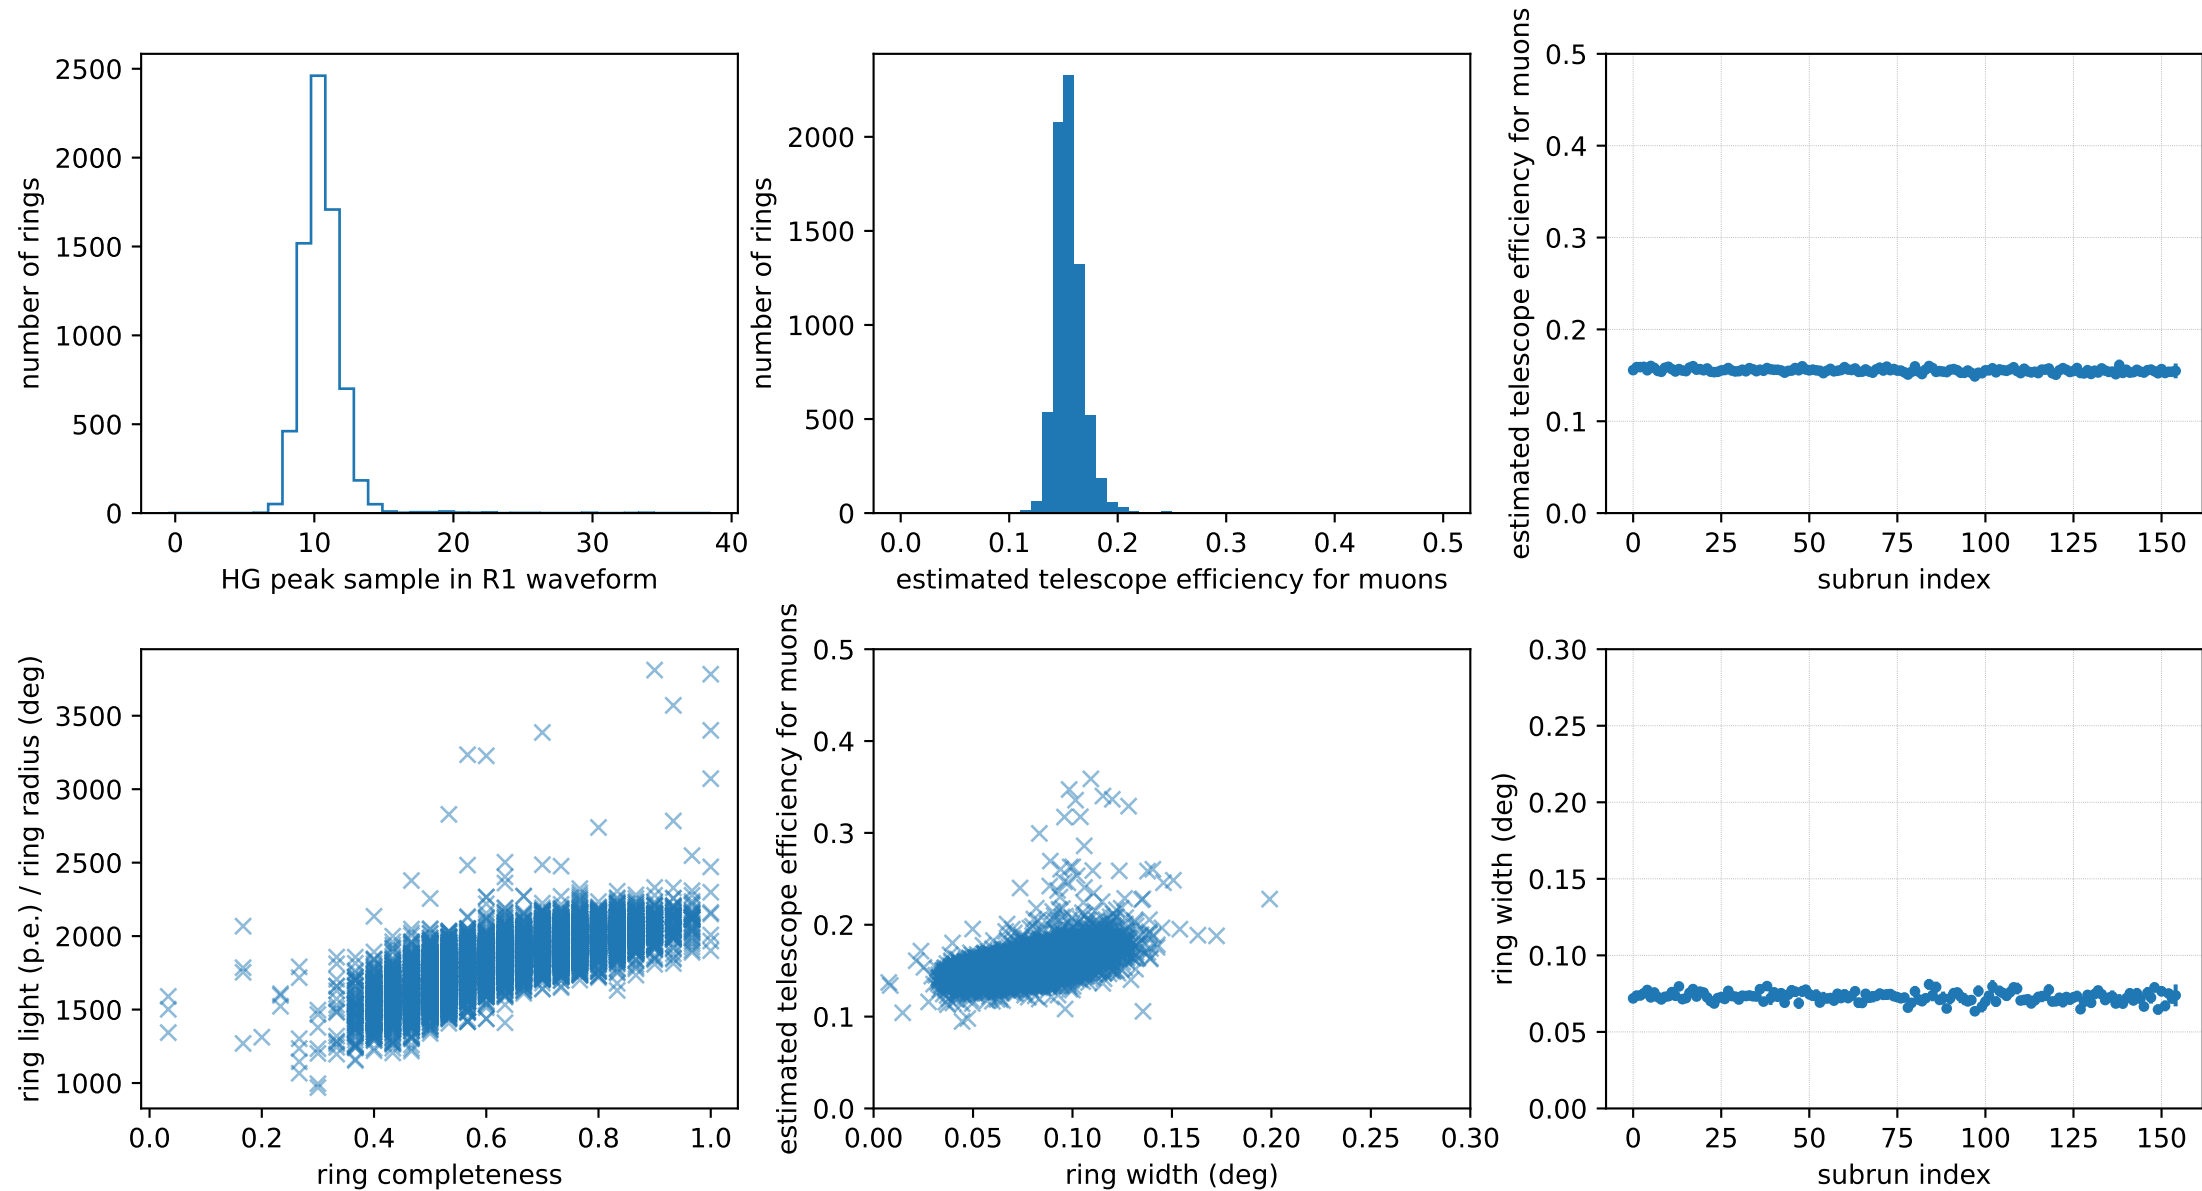 number of rings
2500
2000
1500
1000
500
0
0 10 20 30 40
HG peak sample in R1 waveform
number of rings
2000
1500
1000
500
0
0.0 0.1 0.2 0.3 0.4 0.5
estimated telescope efficiency for muons
estimated telescope efficiency for muons
0.5
0.4
0.3
0.2
0.1
0.0
0 25 50 75 100 125 150
subrun index
ring light (p.e.) / ring radius (deg)
3500
3000
2500
2000
1500
1000
0.0 0.2 0.4 0.6 0.8 1.0
ring completeness
estimated telescope efficiency for muons
0.5
0.4
0.3
0.2
0.1
0.0
0.00 0.05 0.10 0.15 0.20 0.25 0.30
ring width (deg)
ring width (deg)
0.30
0.25
0.20
0.15
0.10
0.05
0.00
0 25 50 75 100 125 150
subrun index